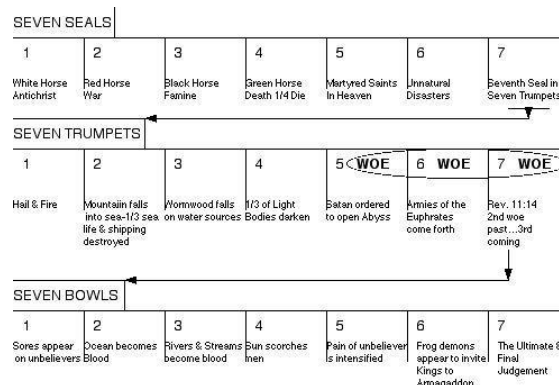 SEVEN SEALS
1 2 3 4 5 6 7
White Horse Red Horse Black Horse Green Horse Martyred Saints Unnatural Seventh Seal in
Antichrist War Famine Death 1/4 Die In Heaven Disasters Seven Trumpets
SEVEN TRUMPETS
1 2 3 4 5 WOE 6 WOE 7 WOE
Hail & Fire Mountain falls Wormwood falls 1/3 of Light Satan ordered Armies of the Rev. 11:14
into sea-1/3 sea on water sources Bodies darken to open Abyss Euphrates 2nd woe
life & shipping come forth past...3rd
destroyed coming
SEVEN BOWLS
1 2 3 4 5 6 7
Sores appear Ocean becomes Rivers & Streams Sun scorches Pain of unbeliever Frog demons The Ultimate &
on unbelievers Blood become blood men is intensified appear to invite Final
Kings to Judgement
Armagaddon